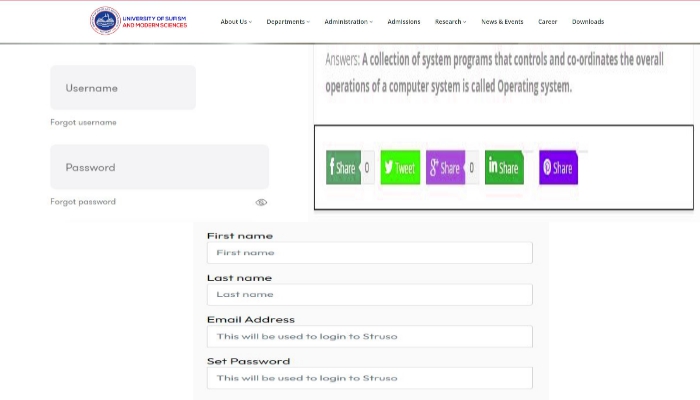 UNIVERSITY OF SUFISM
AND MODERN SCIENCES
About Us
Departments
Administration
Admissions
Research
News & Events
Career
Downloads
Username
Forgot username
Password
Forgot password
Answers: A collection of system programs that controls and co-ordinates the overall
operations of a computer system is called Operating system.
f Share 0
Tweet
g+ Share 0
in Share
Share
First name
First name
Last name
Last name
Email Address
This will be used to login to Struso
Set Password
This will be used to login to Struso